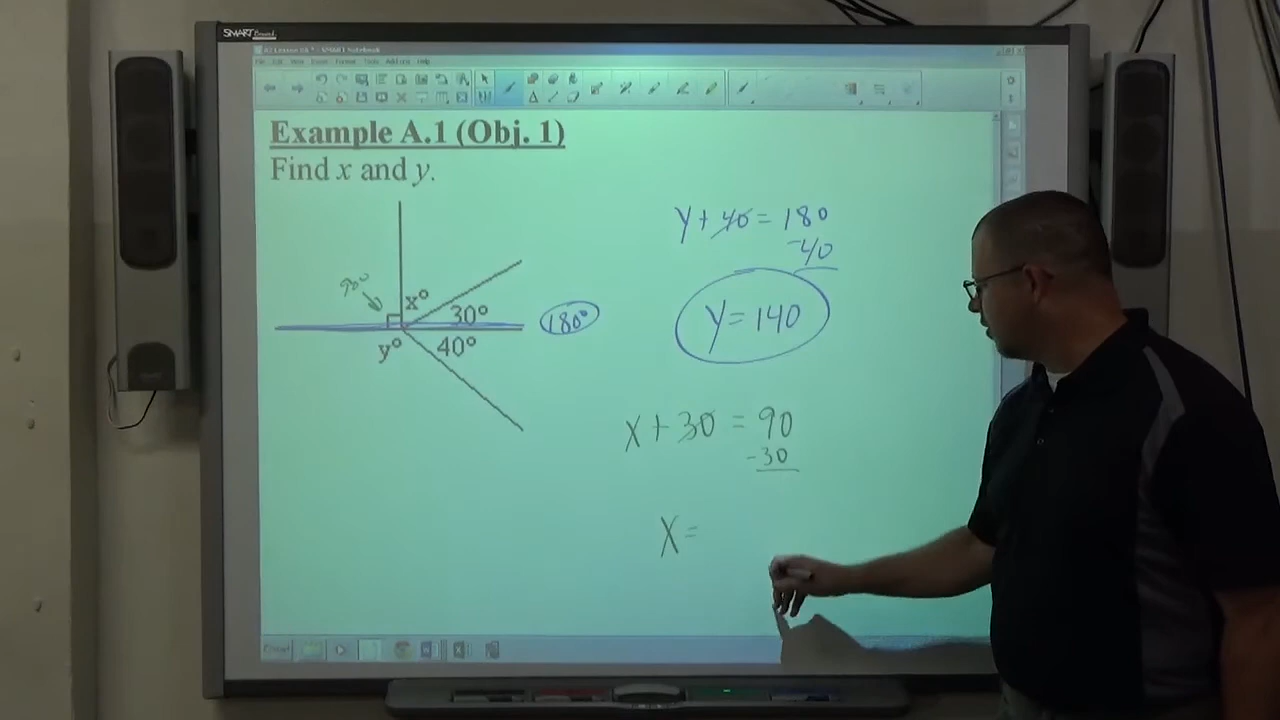 SMART Board
Example A.1 (Obj. 1)
Find x and y.
90°
x°
30°
180°
y°
40°
y + 40 = 180
-40
y = 140
x + 30 = 90
-30
x =